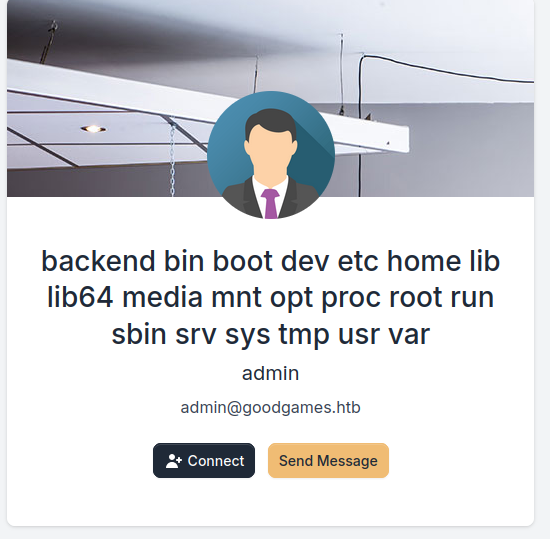 backend bin boot dev etc home lib
lib64 media mnt opt proc root run
sbin srv sys tmp usr var
admin
admin@goodgames.htb
Connect
Send Message